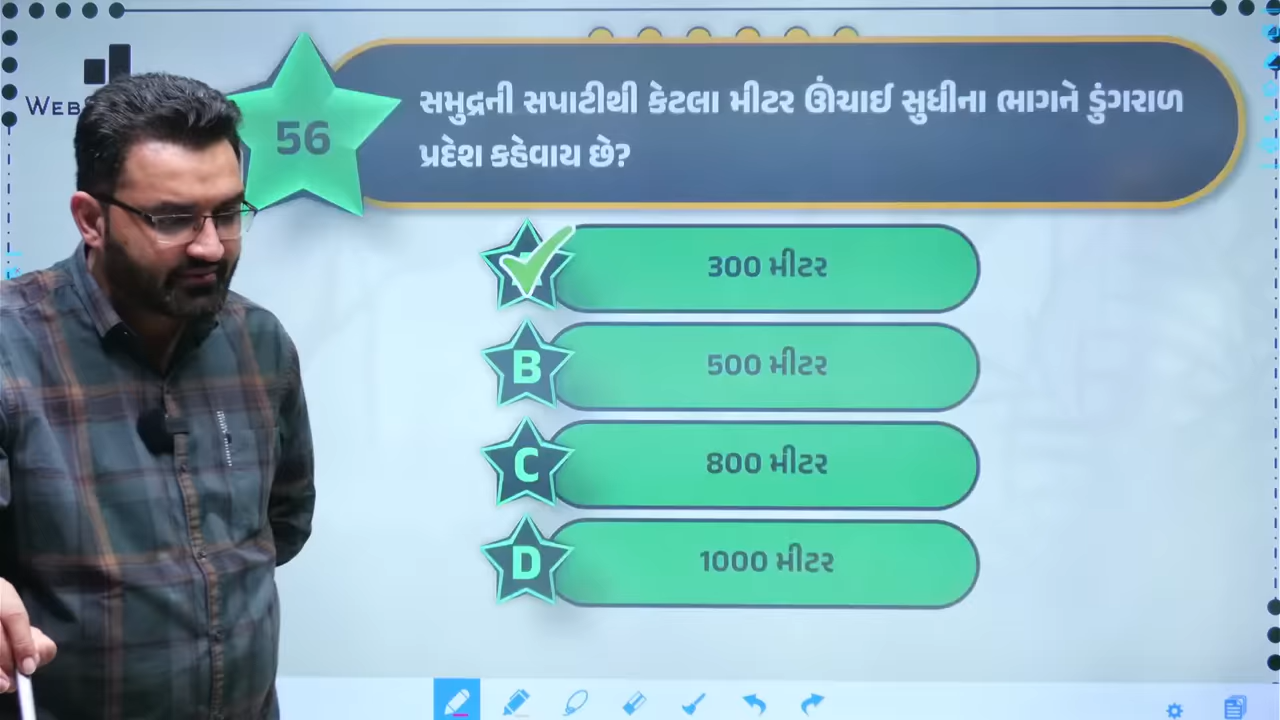 56
સમુદ્રની સપાટીથી કેટલા મીટર ઊંચાઈ સુધીના ભાગને ડુંગરાળ
પ્રદેશ કહેવાય છે?
300 મીટર
B
500 મીટર
C
800 મીટર
D
1000 મીટર